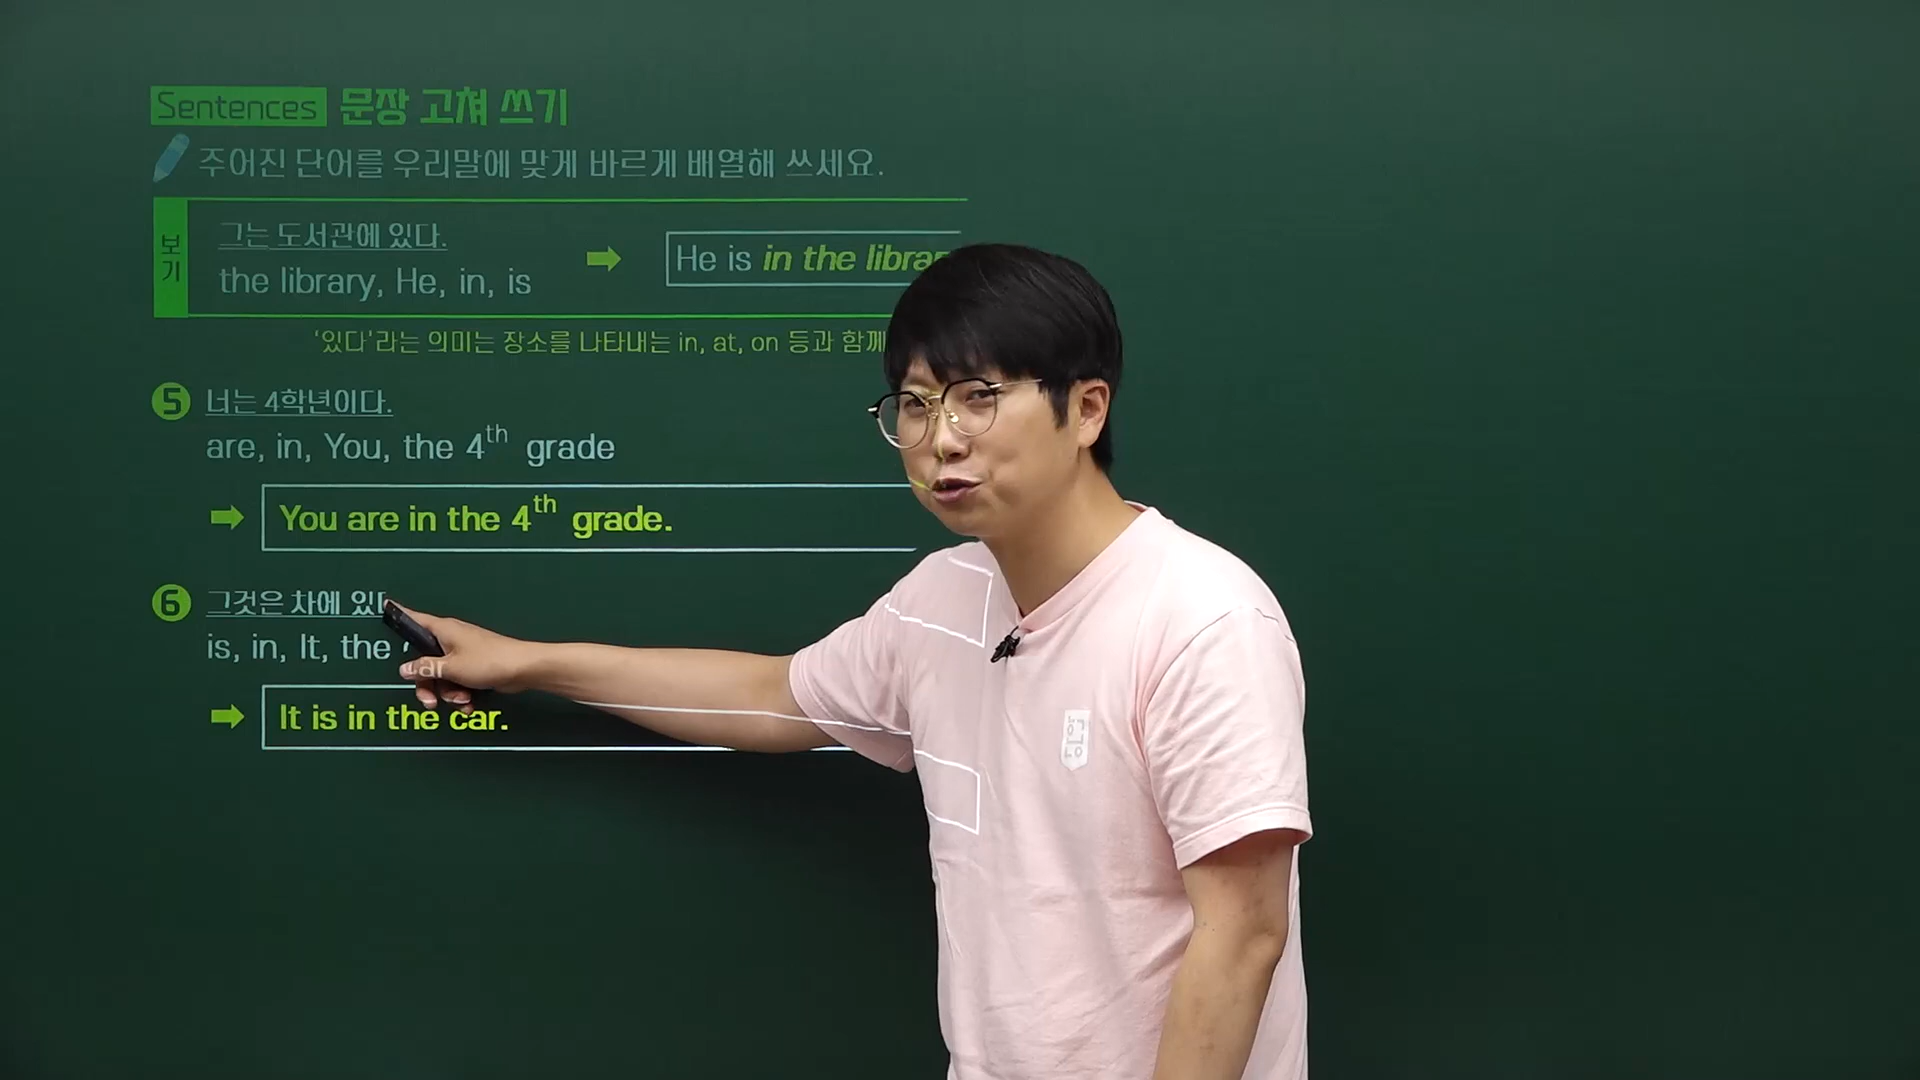 Sentences 문장 고쳐 쓰기
주어진 단어를 우리말에 맞게 바르게 배열해 쓰세요.
보기
그는 도서관에 있다.
the library, He, in, is
He is in the
'있다'라는 의미는 장소를 나타내는 in, at, on 등과 함께
5 너는 4학년이다.
are, in, You, the 4th grade
You are in the 4th grade.
6 그것은 차에
is, in, It, the car
It is in the car.